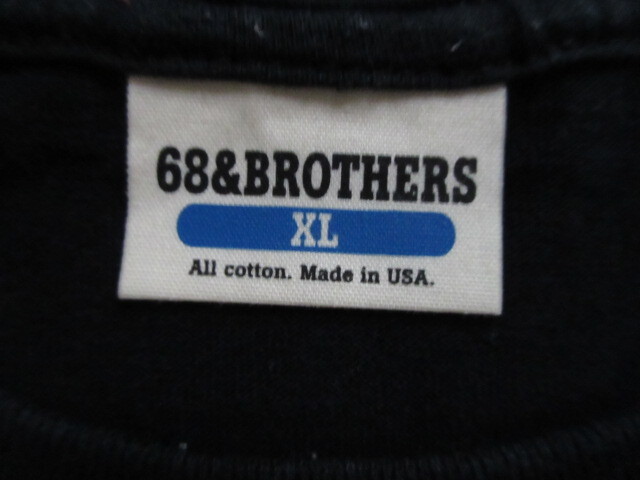 68&BROTHERS
XL
All cotton. Made in USA.